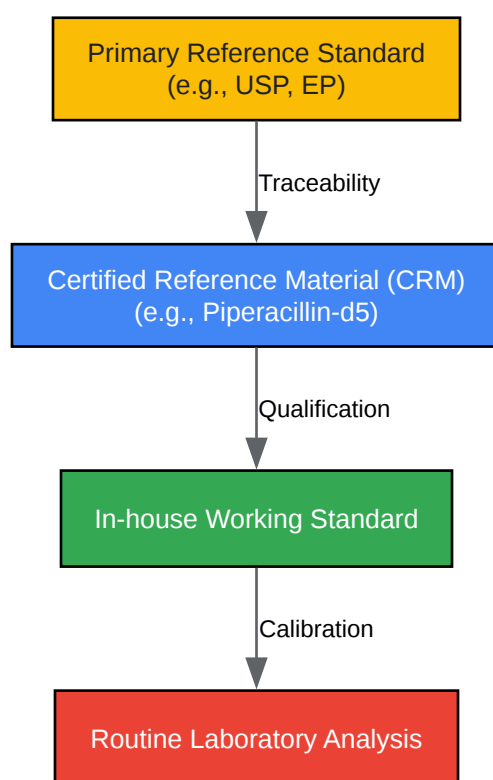 Primary Reference Standard
(e.g., USP, EP)
Traceability
Certified Reference Material (CRM)
(e.g., Piperacillin-d5)
Qualification
In-house Working Standard
Calibration
Routine Laboratory Analysis